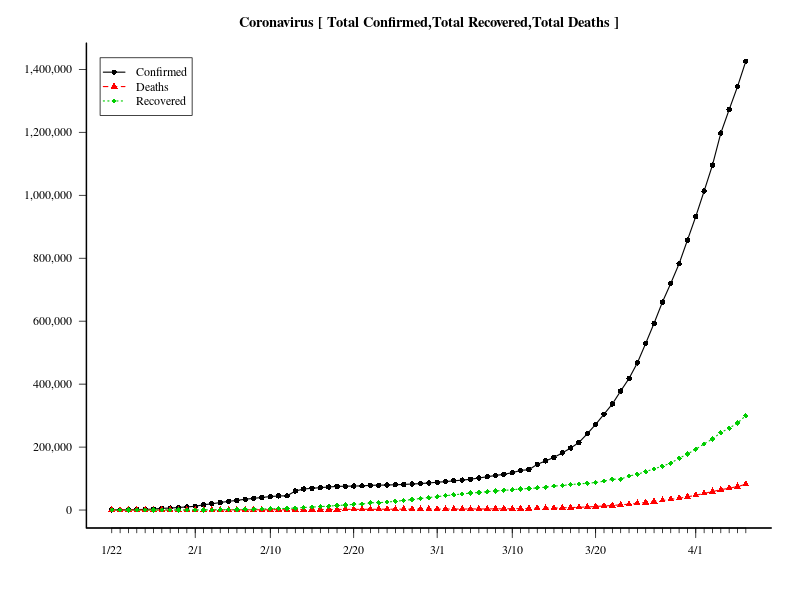 Coronavirus [ Total Confirmed,Total Recovered,Total Deaths ]
Confirmed
Deaths
Recovered
1,400,000
1,200,000
1,000,000
800,000
600,000
400,000
200,000
0
1/22 2/1 2/10 2/20 3/1 3/10 3/20 4/1